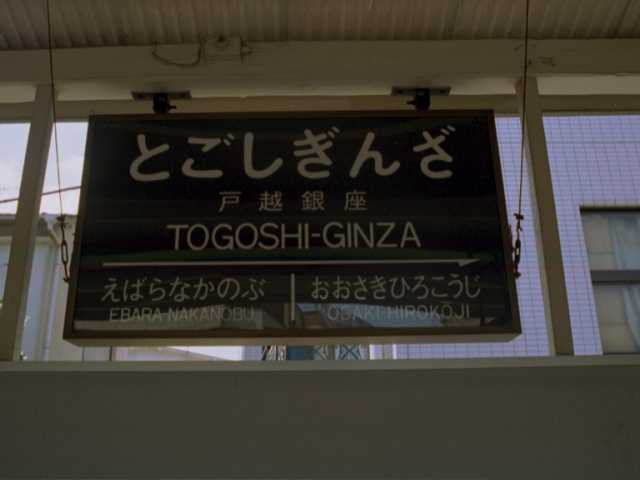 とごしぎんざ
戸越銀座
TOGOSHI-GINZA
えばらなかのぶ おおさきひろこうじ
EBARA-NAKANOBU OSAKI-HIROKOJI